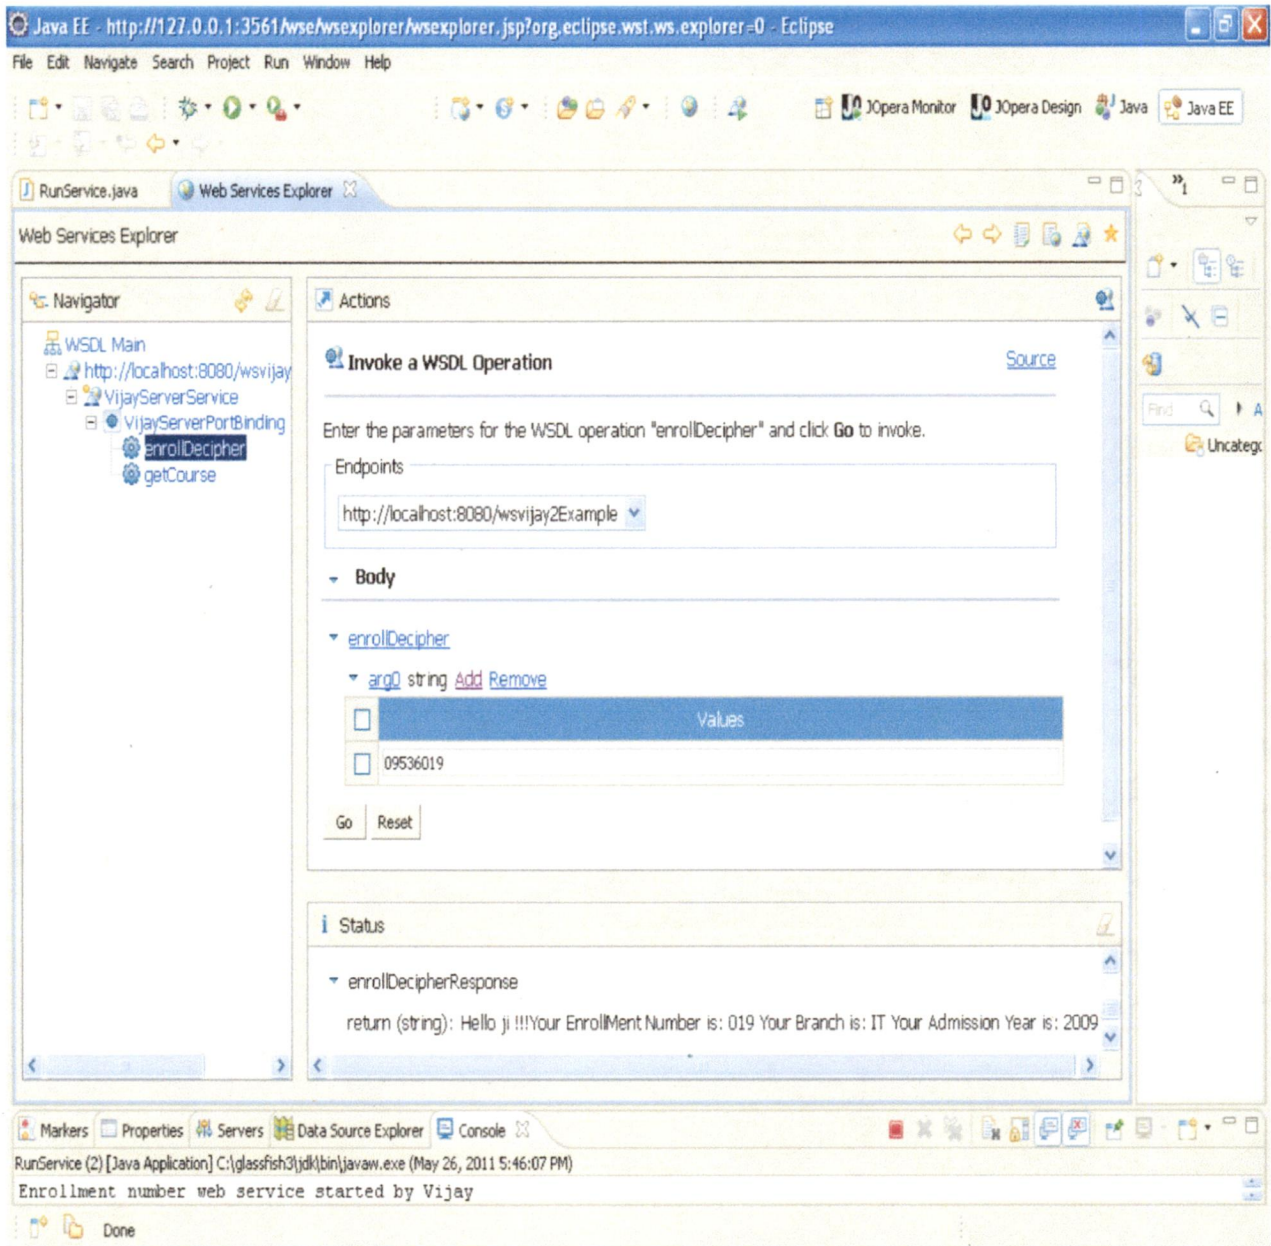 Java EE - http://127.0.0.1:3561/wse/wsexplorer/wsexplorer.jsp?org.eclipse.wst.ws.explorer=0 - Eclipse
File Edit Navigate Search Project Run Window Help
JOpera Monitor JOpera Design Java Java EE
RunService.java Web Services Explorer
1
Web Services Explorer
Navigator
WSDL Main
http://localhost:8080/wsvijay
VijayServerService
VijayServerPortBinding
enrollDecipher
getCourse
Actions
Invoke a WSDL Operation Source
Enter the parameters for the WSDL operation "enrollDecipher" and click Go to invoke.
Endpoints
http://localhost:8080/wsvijay2Example
Body
enrollDecipher
arg0 string Add Remove
Values
09536019
Go Reset
i Status
enrollDecipherResponse
return (string): Hello ji !!!Your EnrollMent Number is: 019 Your Branch is: IT Your Admission Year is: 2009
Find A
Uncatego
Markers Properties Servers Data Source Explorer Console
RunService (2) [Java Application] C:\glassfish3\jdk\bin\javaw.exe (May 26, 2011 5:46:07 PM)
Enrollment number web service started by Vijay
Done